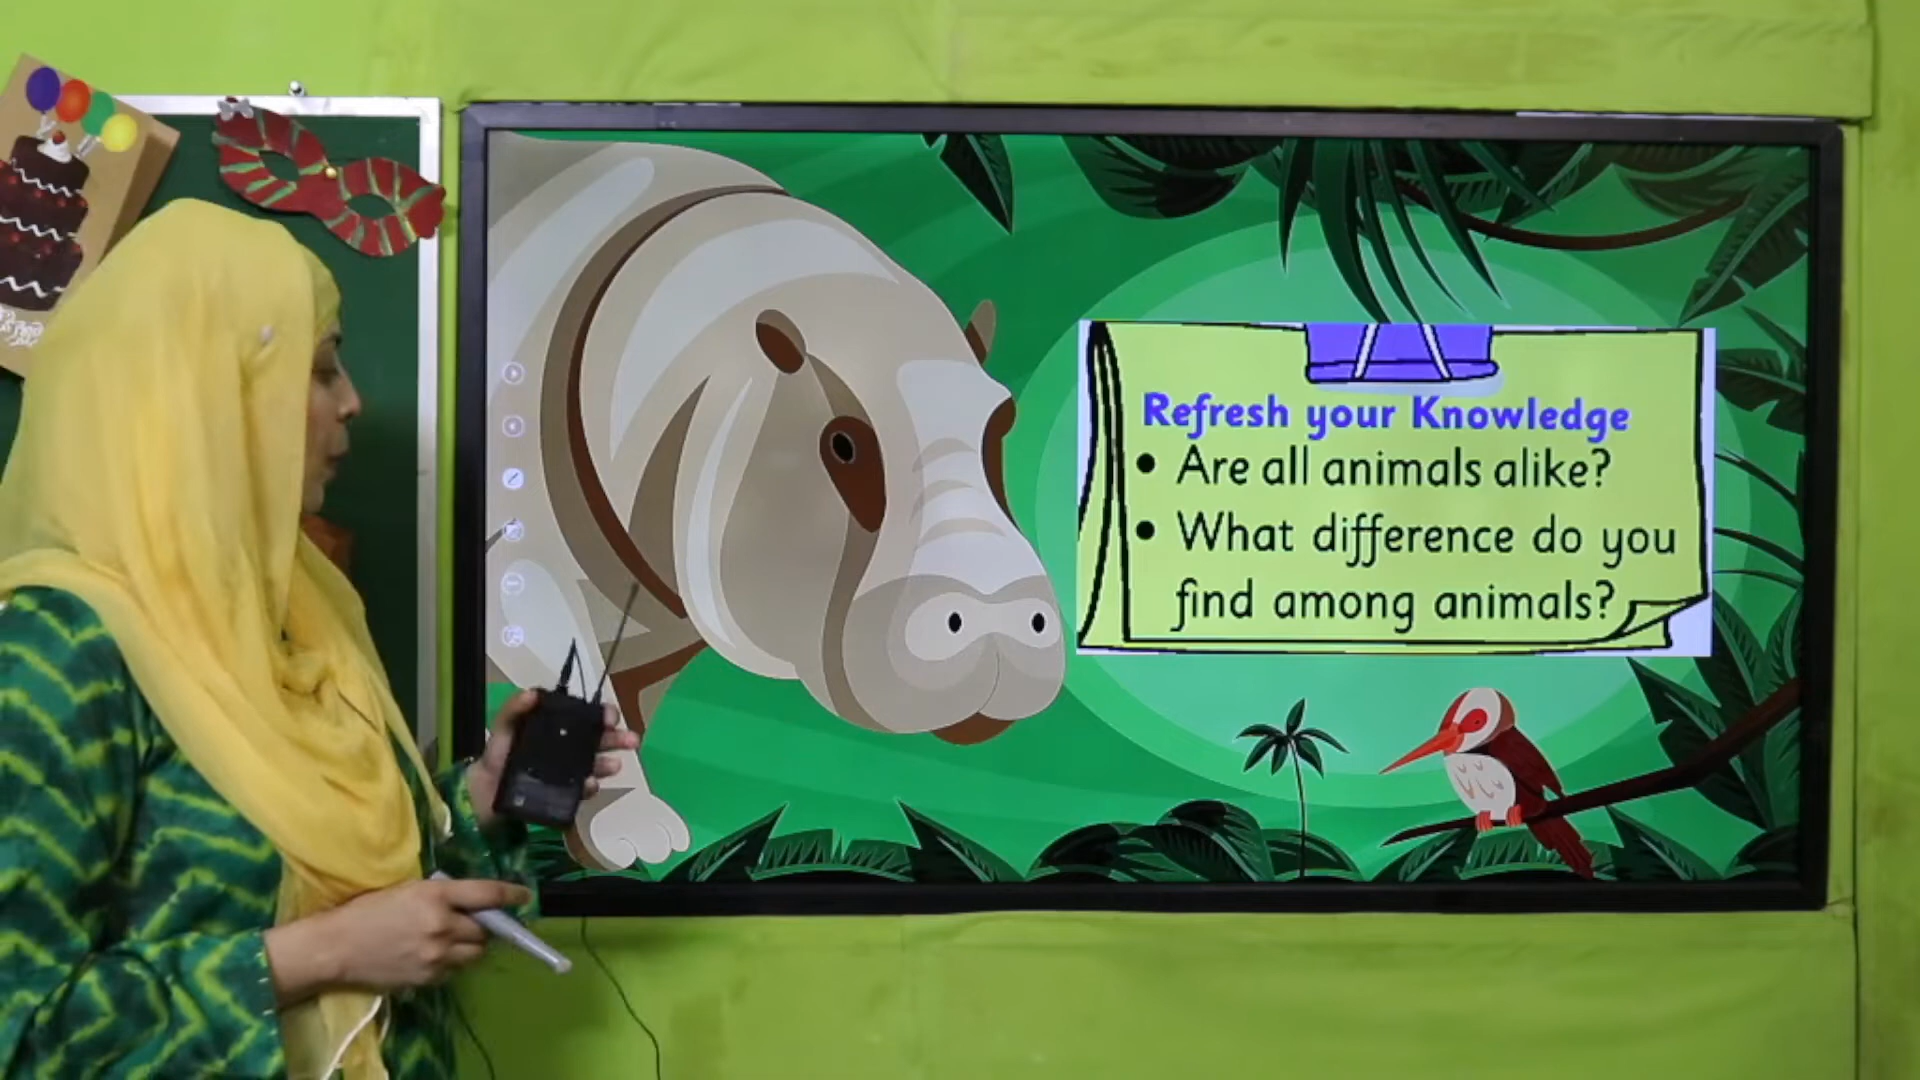 Refresh your Knowledge
• Are all animals alike?
• What difference do you
find among animals?